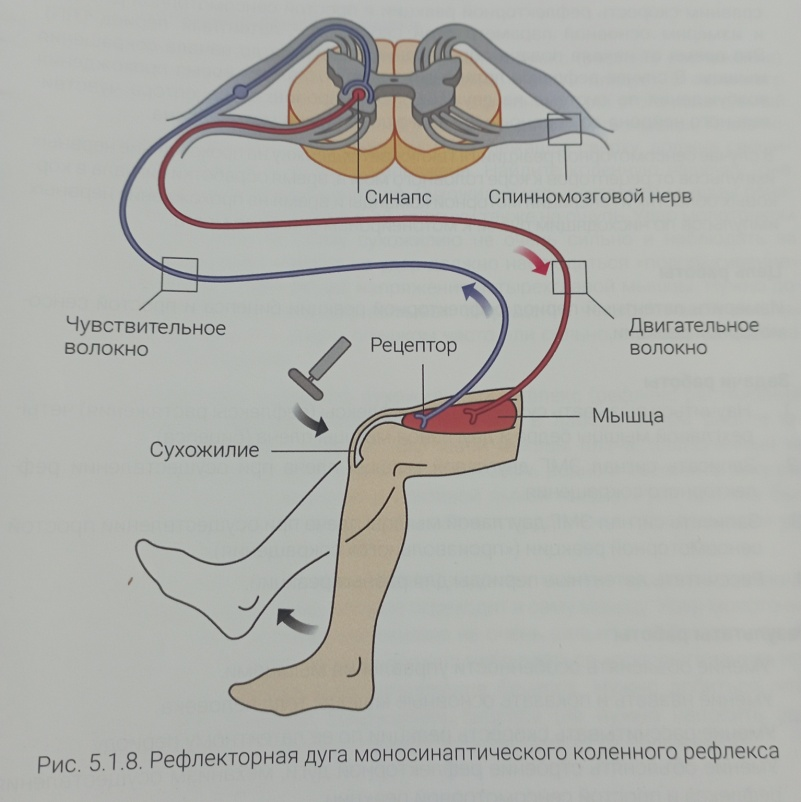 Синапс
Спинномозговой нерв
Чувствительное
волокно
Двигательное
волокно
Рецептор
Мышца
Сухожилие
Рис. 5.1.8. Рефлекторная дуга моносинаптического коленного рефлекса